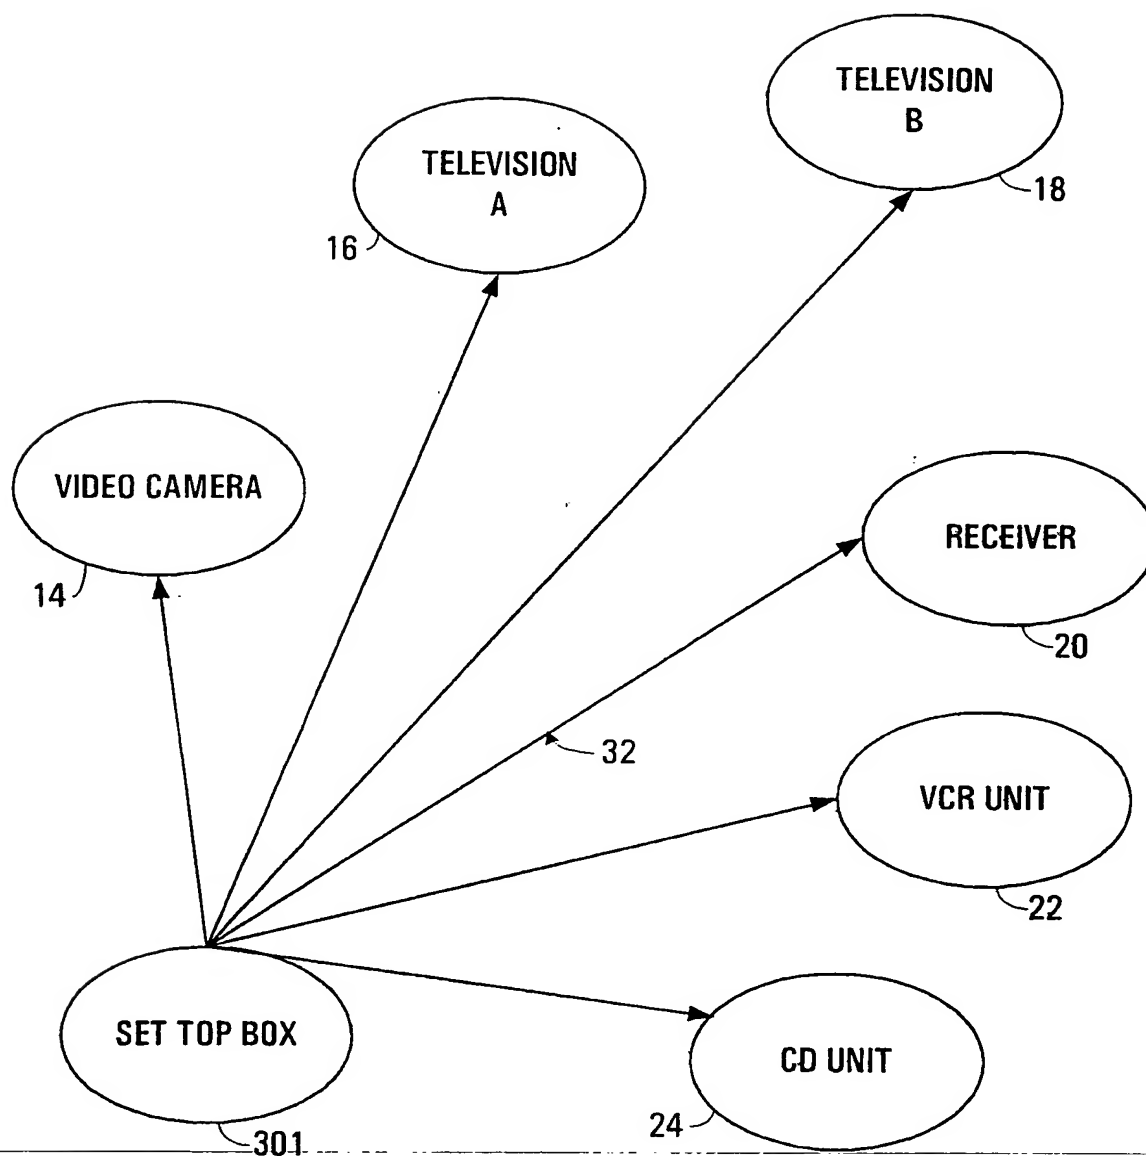 TELEVISION
B
18
TELEVISION
A
16
VIDEO CAMERA
14
RECEIVER
20
32
VCR UNIT
22
SET TOP BOX
301
CD UNIT
24